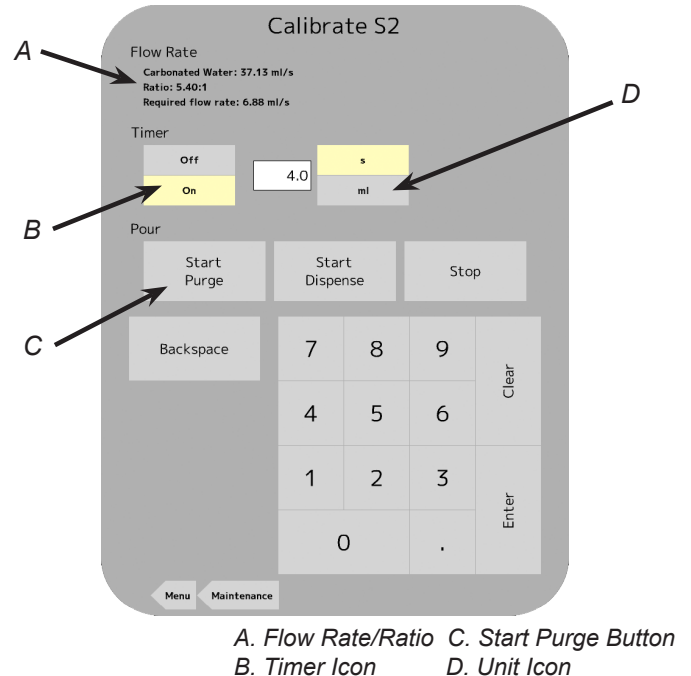 Calibrate S2
Flow Rate
A
Carbonated Water: 37.13 ml/s
Ratio: 5.40:1
Required flow rate: 6.88 ml/s
D
Timer
Off
s
4.0
On
ml
B
Pour
Start
Purge
Start
Dispense
Stop
C
Backspace
7 8 9
Clear
4 5 6
1 2 3
Enter
0 .
Menu Maintenance
A. Flow Rate/Ratio C. Start Purge Button
B. Timer Icon D. Unit Icon